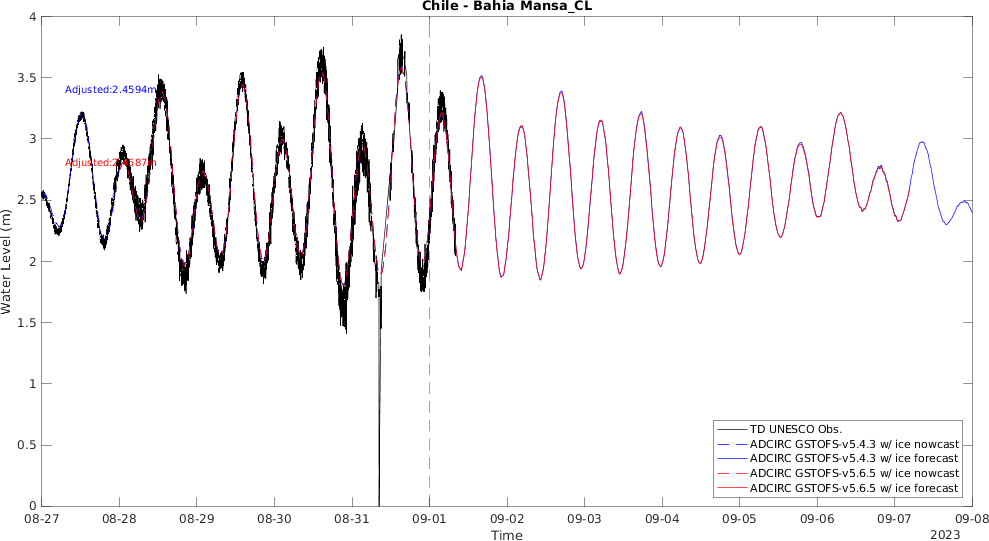 Chile - Bahia Mansa_CL
4
3.5
3
2.5
2
1.5
1
0.5
0
Water Level (m)
Adjusted:2.4594m
TD UNESCO Obs.
ADCIRC GSTOFS-v5.4.3 w/ ice nowcast
ADCIRC GSTOFS-v5.4.3 w/ ice forecast
ADCIRC GSTOFS-v5.6.5 w/ ice nowcast
ADCIRC GSTOFS-v5.6.5 w/ ice forecast
08-27
08-28
08-29
08-30
08-31
09-01
09-02
09-03
09-04
09-05
09-06
09-07
09-08
Time
2023